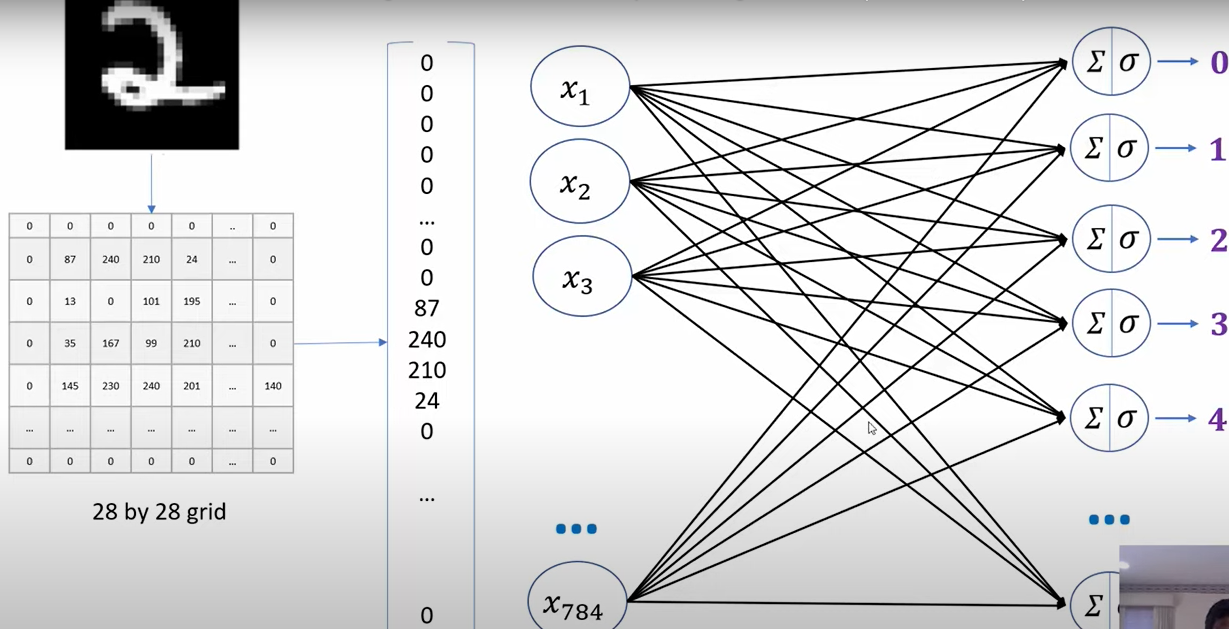 0 0 0 0 0 .. 0
0 87 240 210 24 ... 0
0 13 0 101 195 ... 0
0 35 167 99 210 ... 0
0 145 230 240 201 ... 140
... ... ... ... ... ... ...
0 0 0 0 0 ... 0
28 by 28 grid
0
0
0
0
0
...
0
0
87
240
210
24
0
...
0
x₁
x₂
x₃
...
x₇₈₄
Σ σ 0
Σ σ 1
Σ σ 2
Σ σ 3
Σ σ 4
...
Σ